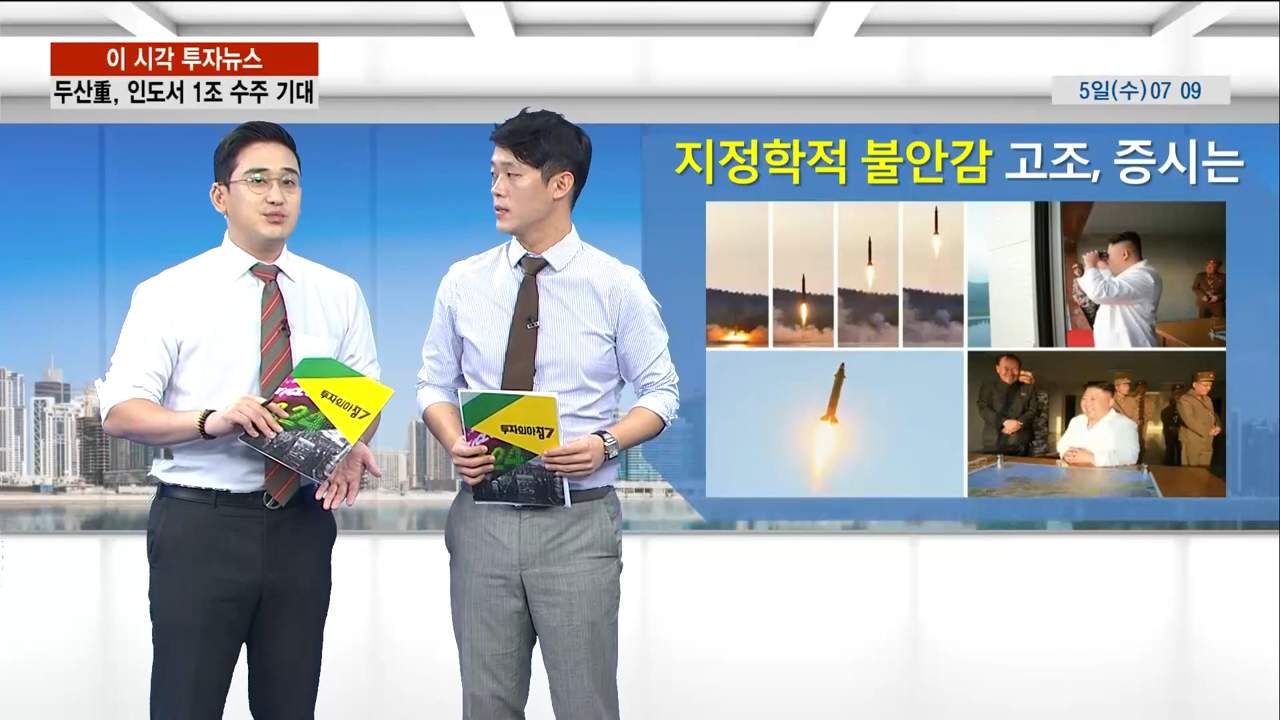 이 시각 투자뉴스
두산重, 인도서 1조 수주 기대
5일(수) 07 09
지정학적 불안감 고조, 증시는
투자의아침7
투자의아침7